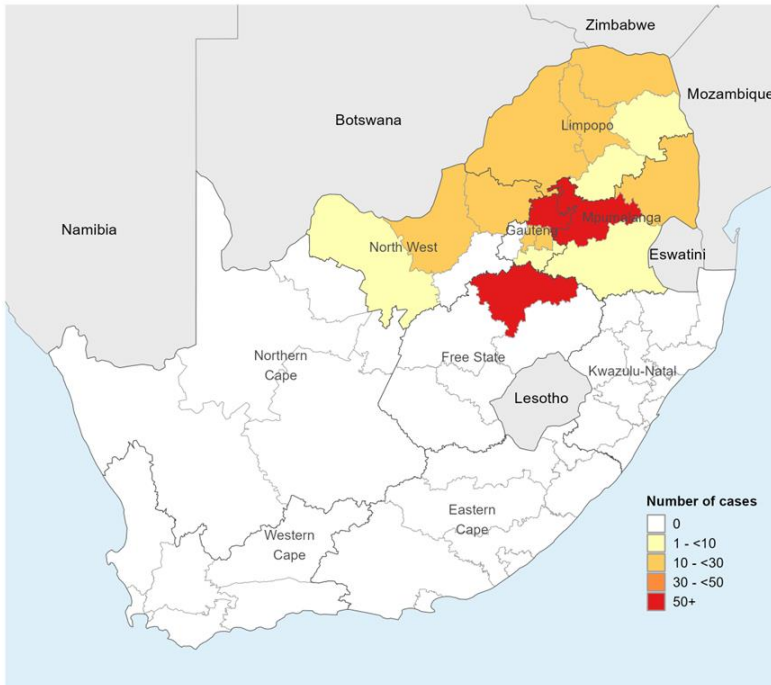 Zimbabwe
Mozambique
Botswana
Limpopo
Namibia
Mpumalanga
Gauteng
North West
Eswatini
Northern
Cape
Free State
Kwazulu-Natal
Lesotho
Eastern
Cape
Western
Cape
Number of cases
0
1 - <10
10 - <30
30 - <50
50+